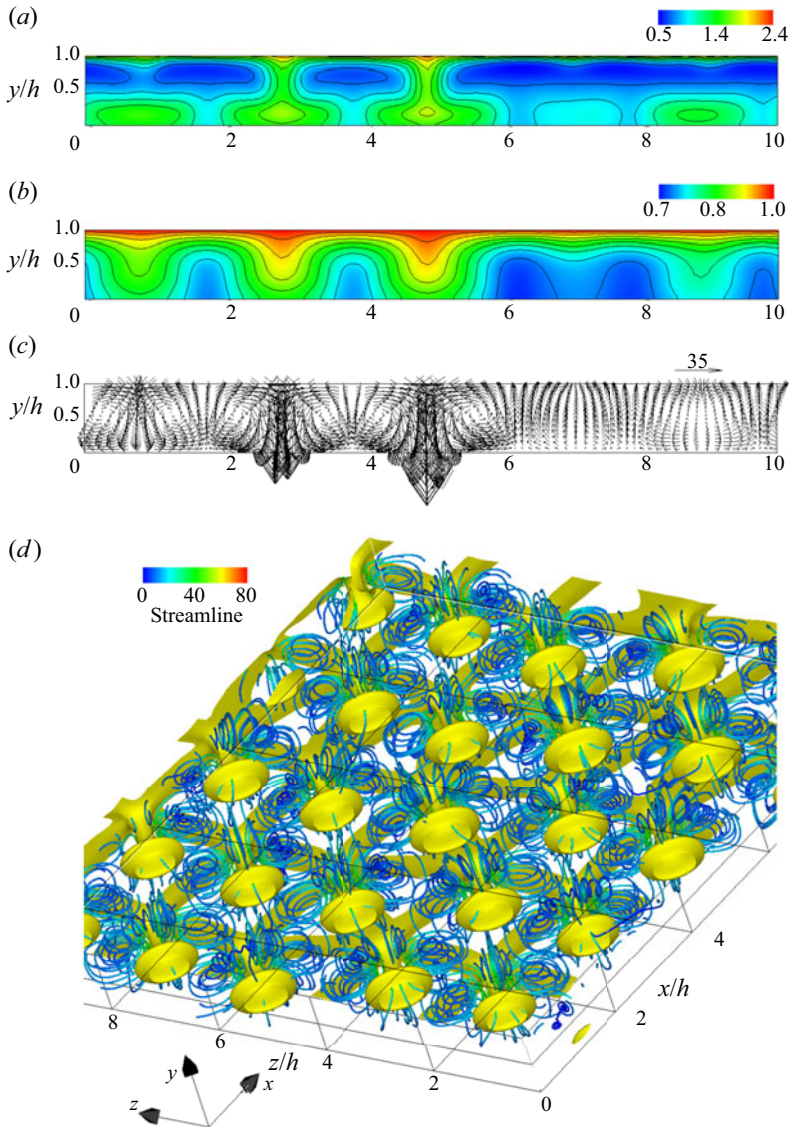 (a)
0.5 1.4 2.4
1.0
y/h 0.5
0 2 4 6 8 10
(b)
0.7 0.8 1.0
1.0
y/h 0.5
0 2 4 6 8 10
(c)
35
1.0
y/h 0.5
0 2 4 6 8 10
(d)
0 40 80
Streamline
4
x/h
2
8 6 z/h 4 2 0
y x
z